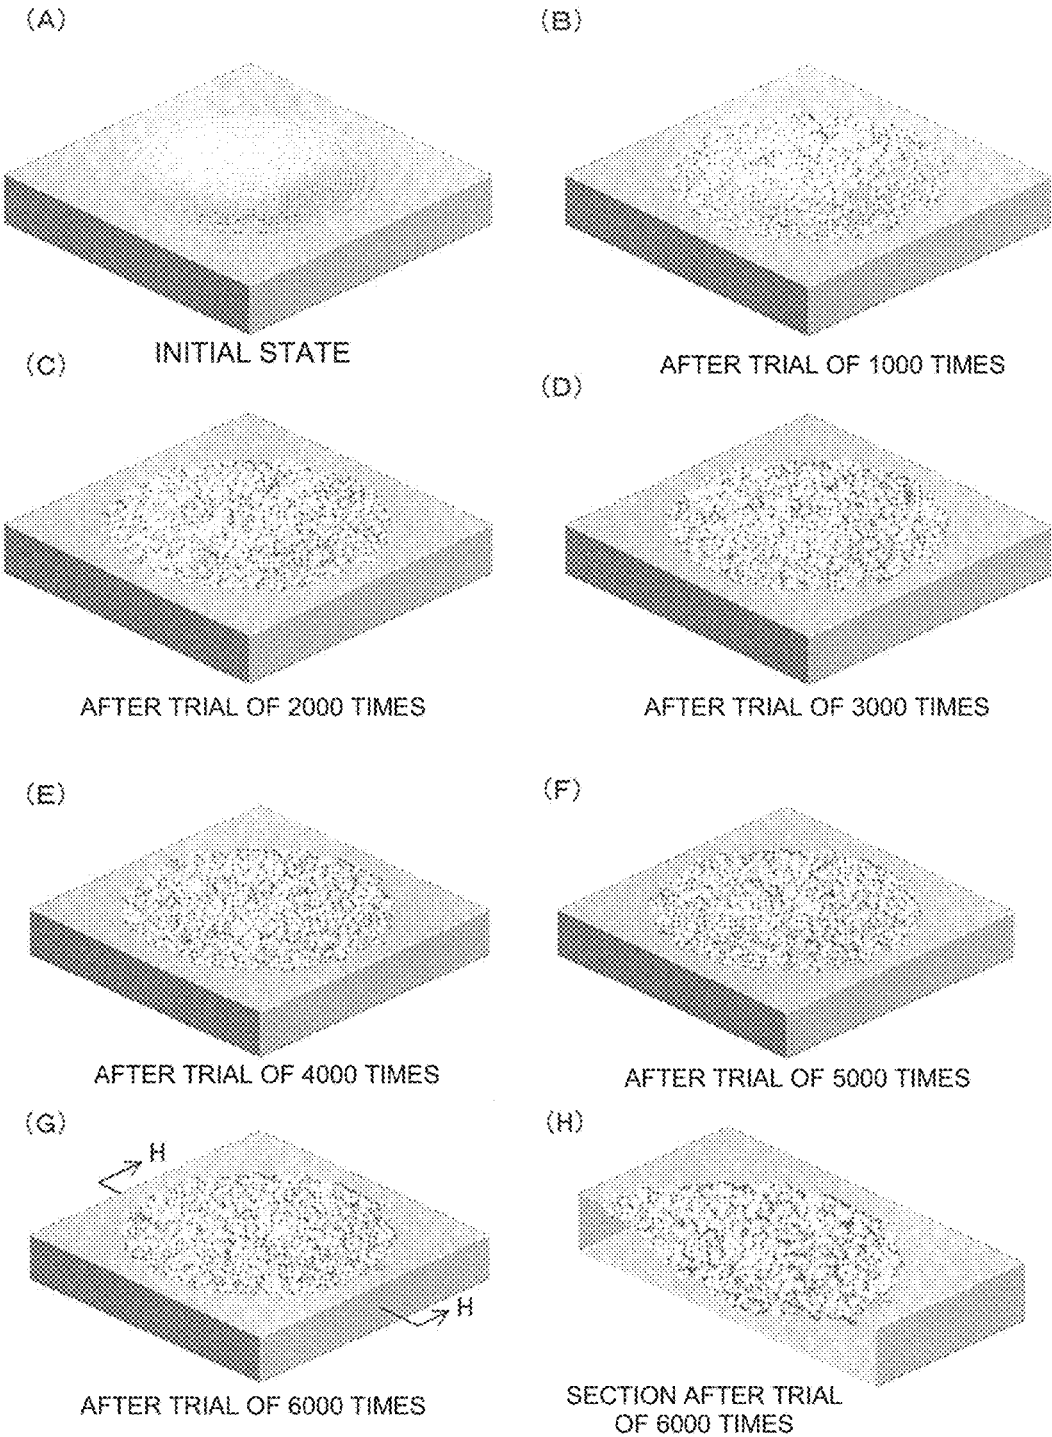 (A)
(B)
INITIAL STATE
AFTER TRIAL OF 1000 TIMES
(C)
(D)
AFTER TRIAL OF 2000 TIMES
AFTER TRIAL OF 3000 TIMES
(E)
(F)
AFTER TRIAL OF 4000 TIMES
AFTER TRIAL OF 5000 TIMES
(G)
(H)
H
H
AFTER TRIAL OF 6000 TIMES
SECTION AFTER TRIAL
OF 6000 TIMES